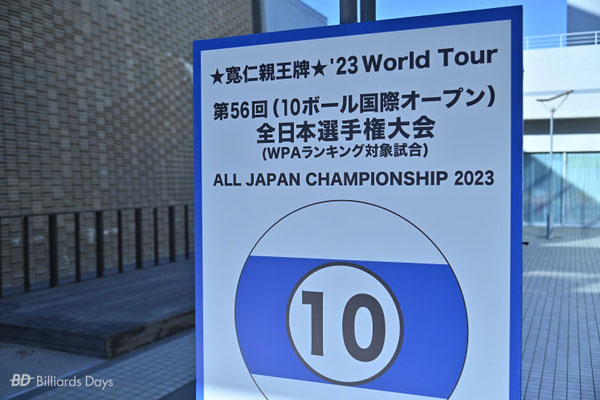 ★寬仁親王牌★'23 World Tour
第56回(10ボール国際オープン)
全日本選手権大会
(WPAランキング対象試合)
ALL JAPAN CHAMPIONSHIP 2023
10
BD Billiards Days